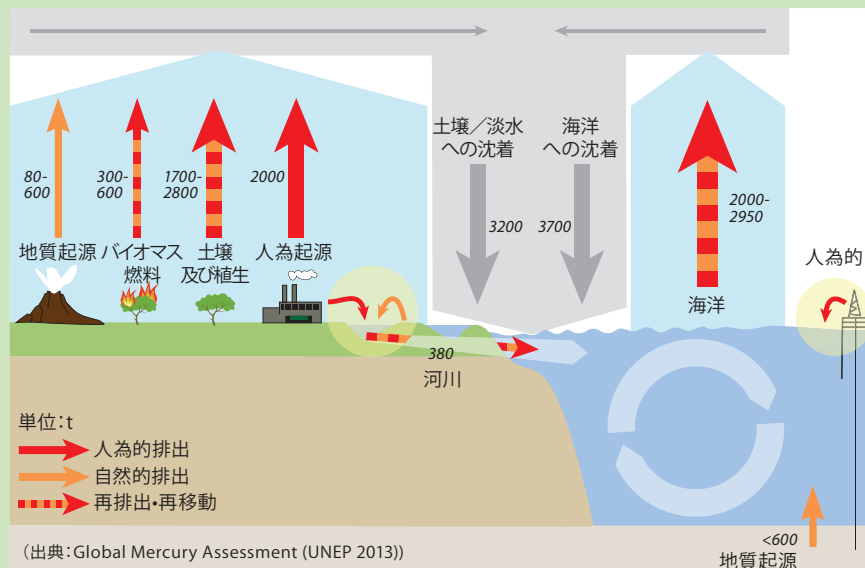 土壌／淡水
への沈着
海洋
への沈着
80-
600
300-
600
1700-
2800
2000
3200
3700
2000-
2950
地質起源
バイオマス
燃料
土壌
及び植生
人為起源
海洋
人為的
380
河川
単位：t
人為的排出
自然的排出
再排出・再移動
<600
地質起源
（出典：Global Mercury Assessment (UNEP 2013)）